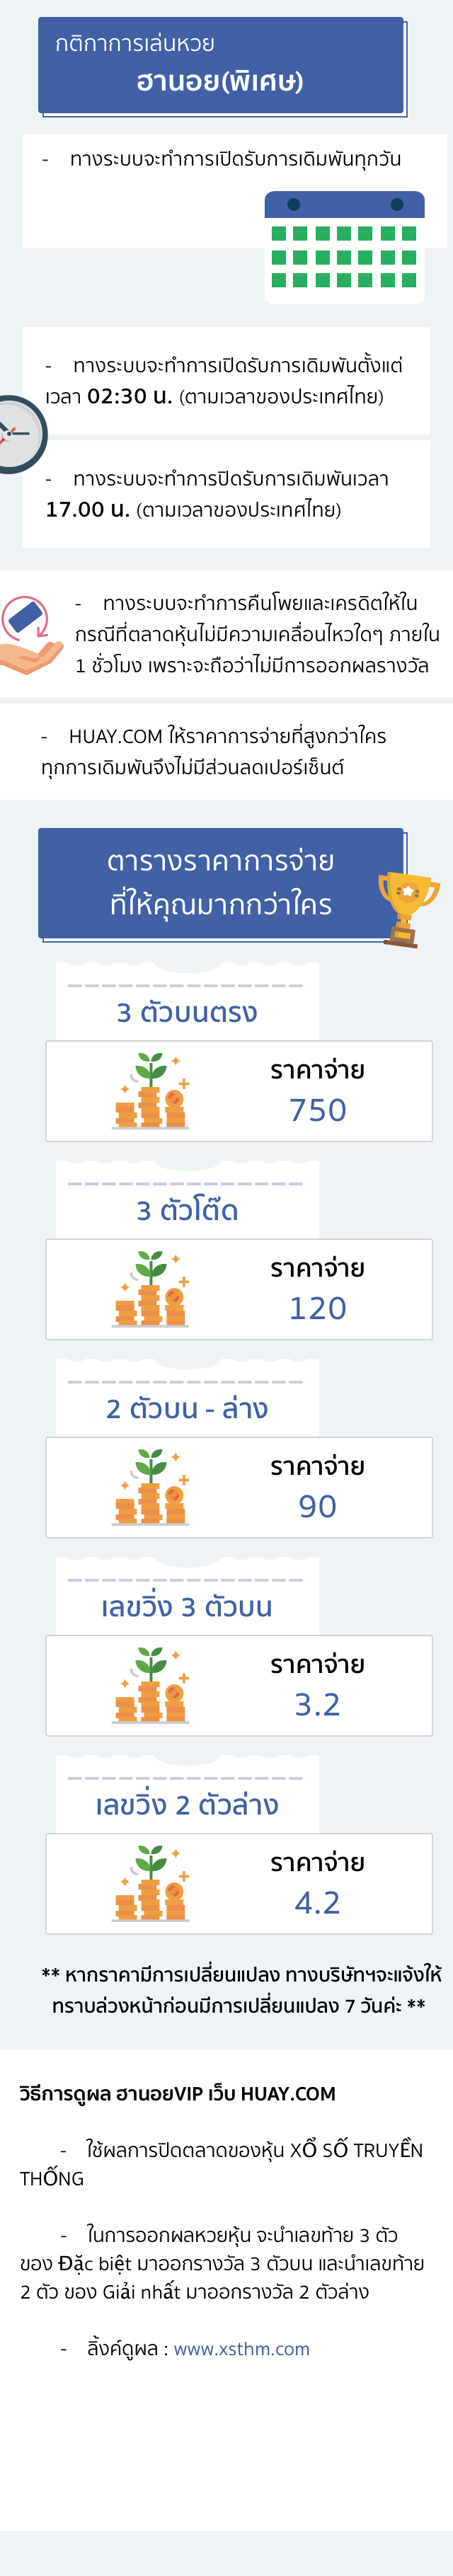 กติกาการเล่นหวย
ฮานอย(พิเศษ)
- ทางระบบจะทำการเปิดรับการเดิมพันทุกวัน
- ทางระบบจะทำการเปิดรับการเดิมพันตั้งแต่
เวลา 02:30 น. (ตามเวลาของประเทศไทย)
- ทางระบบจะทำการปิดรับการเดิมพันเวลา
17.00 น. (ตามเวลาของประเทศไทย)
- ทางระบบจะทำการคืนโพยและเครดิตให้ใน
กรณีที่ตลาดหุ้นไม่มีความเคลื่อนไหวใดๆ ภายใน
1 ชั่วโมง เพราะจะถือว่าไม่มีการออกผลรางวัล
- HUAY.COM ให้ราคาการจ่ายที่สูงกว่าใคร
ทุกการเดิมพันจึงไม่มีส่วนลดเปอร์เซ็นต์
ตารางราคาการจ่าย
ที่ให้คุณมากกว่าใคร
3 ตัวบนตรง
ราคาจ่าย
750
3 ตัวโต๊ด
ราคาจ่าย
120
2 ตัวบน - ล่าง
ราคาจ่าย
90
เลขวิ่ง 3 ตัวบน
ราคาจ่าย
3.2
เลขวิ่ง 2 ตัวล่าง
ราคาจ่าย
4.2
** หากราคามีการเปลี่ยนแปลง ทางบริษัทฯจะแจ้งให้
ทราบล่วงหน้าก่อนมีการเปลี่ยนแปลง 7 วันค่ะ **
วิธีการดูผล ฮานอยVIP เว็บ HUAY.COM
- ใช้ผลการปิดตลาดของหุ้น XỔ SỐ TRUYỀN
THỐNG
- ในการออกผลหวยหุ้น จะนำเลขท้าย 3 ตัว
ของ Đặc biệt มาออกรางวัล 3 ตัวบน และนำเลขท้าย
2 ตัว ของ Giải nhất มาออกรางวัล 2 ตัวล่าง
- ลิ้งค์ดูผล : www.xsthm.com